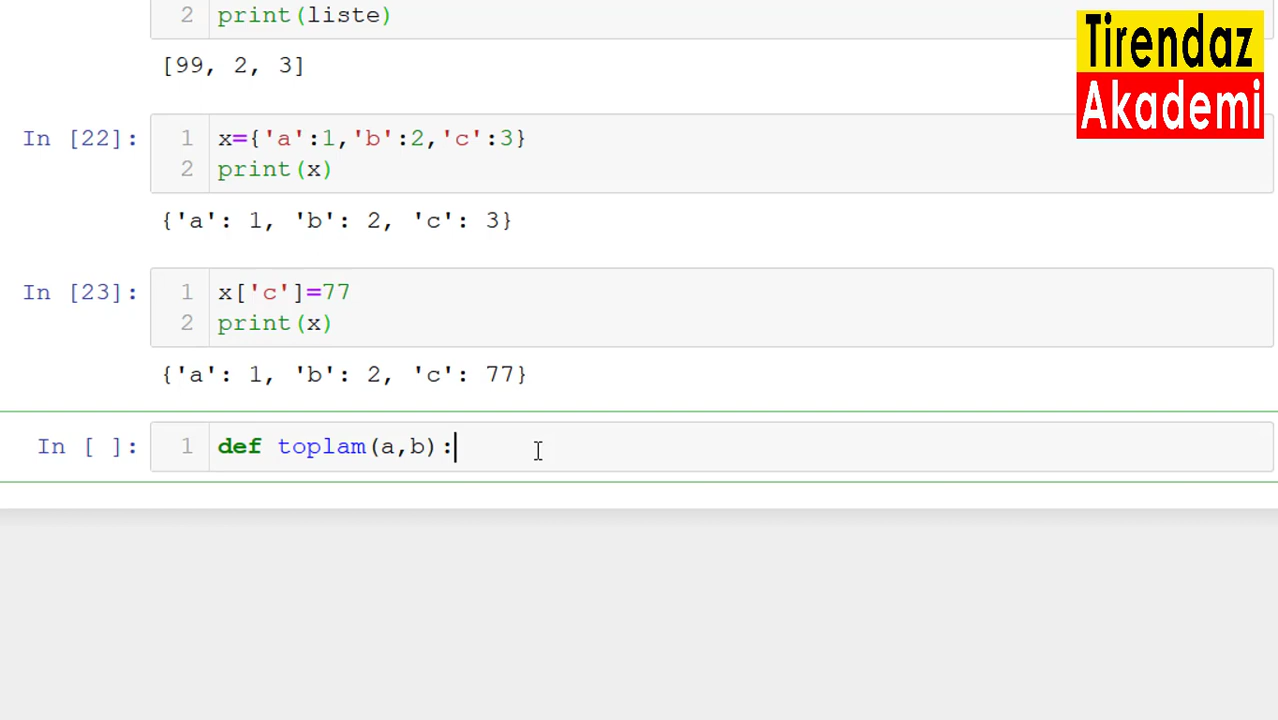 2 print(liste)
[99, 2, 3]
Tirendaz
Akademi
In [22]: 1 x={'a':1,'b':2,'c':3}
2 print(x)
{'a': 1, 'b': 2, 'c': 3}
In [23]: 1 x['c']=77
2 print(x)
{'a': 1, 'b': 2, 'c': 77}
In [ ]: 1 def toplam(a,b):